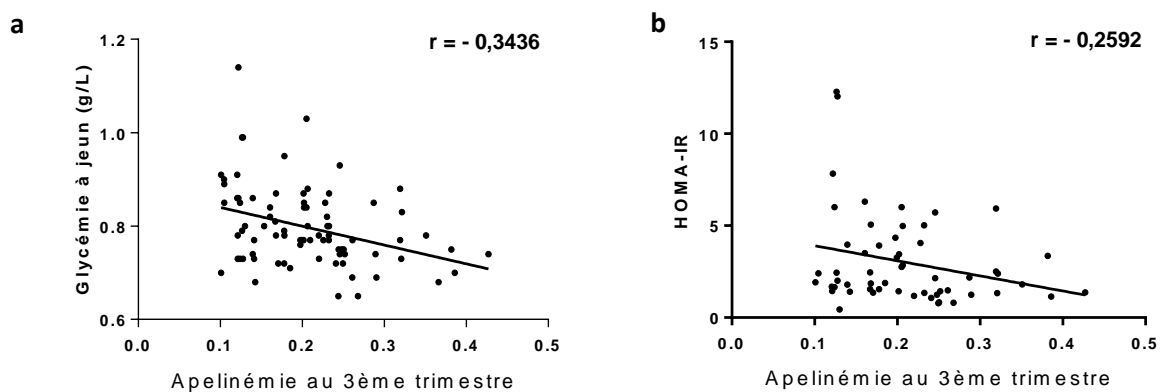 a
r = - 0,3436
Glycémie à jeun (g/L)
1.2
1.0
0.8
0.6
0.0 0.1 0.2 0.3 0.4 0.5
Apelinémie au 3ème trimestre
b
r = - 0,2592
HOMA-IR
15
10
5
0
0.0 0.1 0.2 0.3 0.4 0.5
Apelinémie au 3ème trimestre